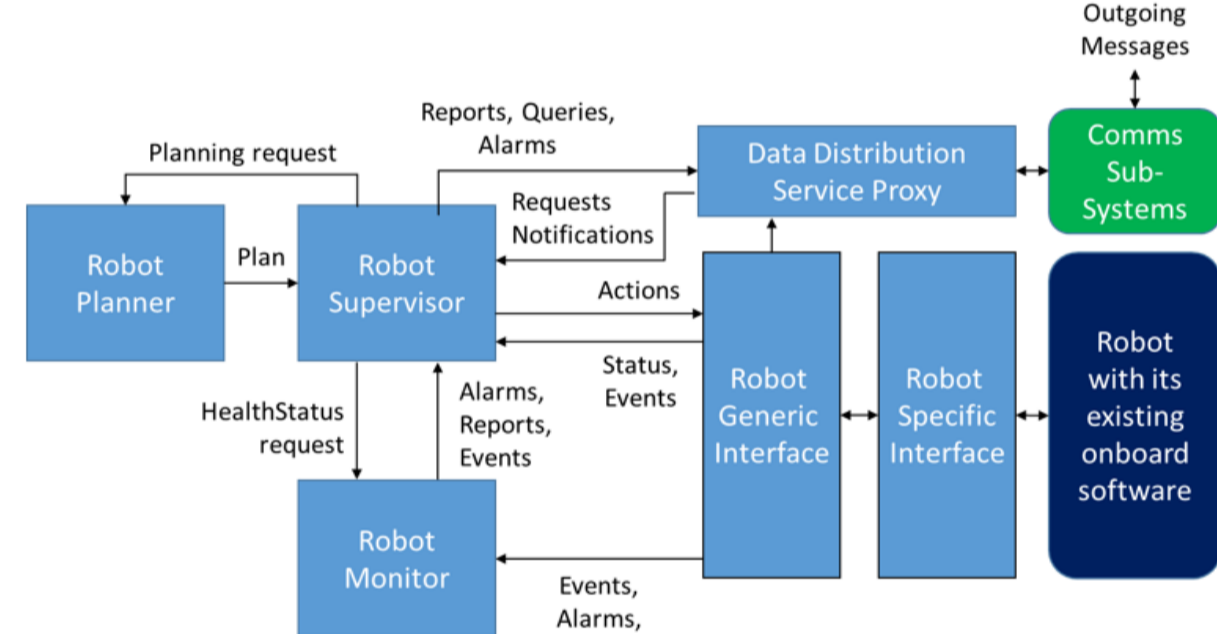 Outgoing
Messages
Reports, Queries,
Alarms
Planning request
Data Distribution
Service Proxy
Comms
Sub-
Systems
Requests
Notifications
Robot
Planner
Plan
Robot
Supervisor
Actions
Status,
Events
Robot
Generic
Interface
Robot
Specific
Interface
Robot
with its
existing
onboard
software
HealthStatus
request
Alarms,
Reports,
Events
Robot
Monitor
Events,
Alarms,